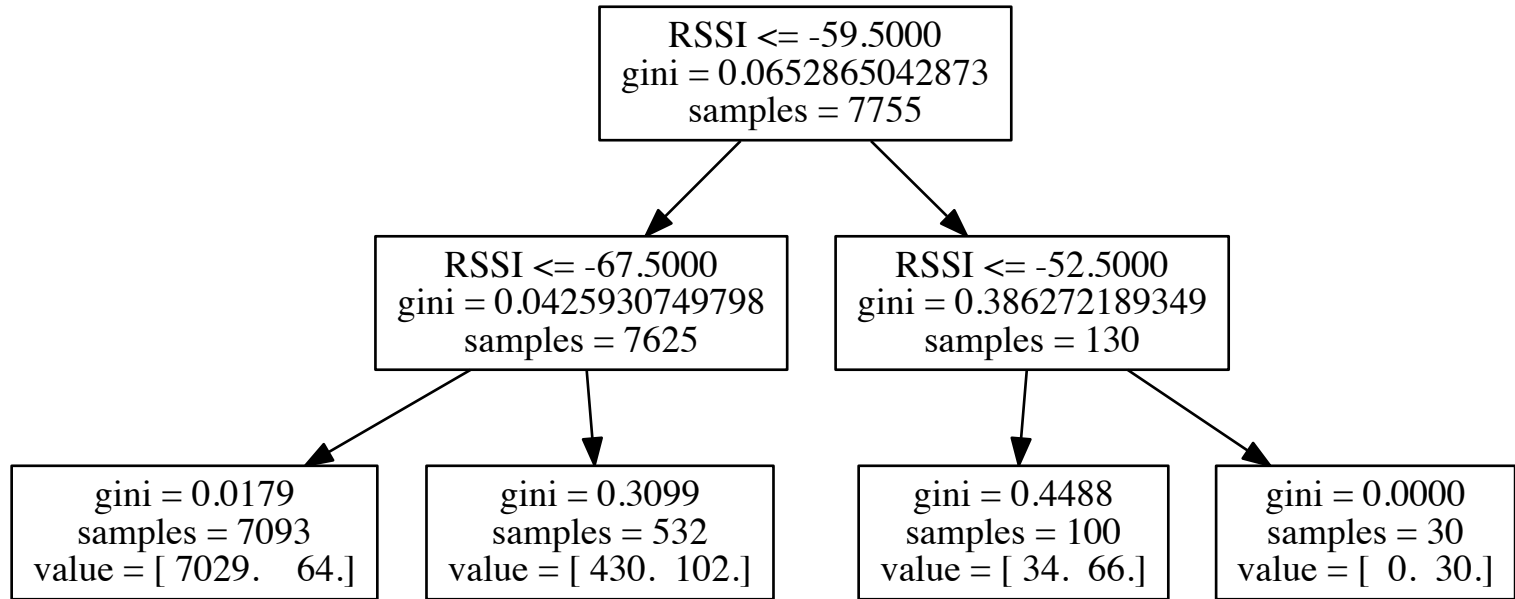 RSSI <= -59.5000
gini = 0.0652865042873
samples = 7755
RSSI <= -67.5000
gini = 0.0425930749798
samples = 7625
RSSI <= -52.5000
gini = 0.386272189349
samples = 130
gini = 0.0179
samples = 7093
value = [ 7029.   64.]
gini = 0.3099
samples = 532
value = [ 430.  102.]
gini = 0.4488
samples = 100
value = [ 34.  66.]
gini = 0.0000
samples = 30
value = [  0.  30.]